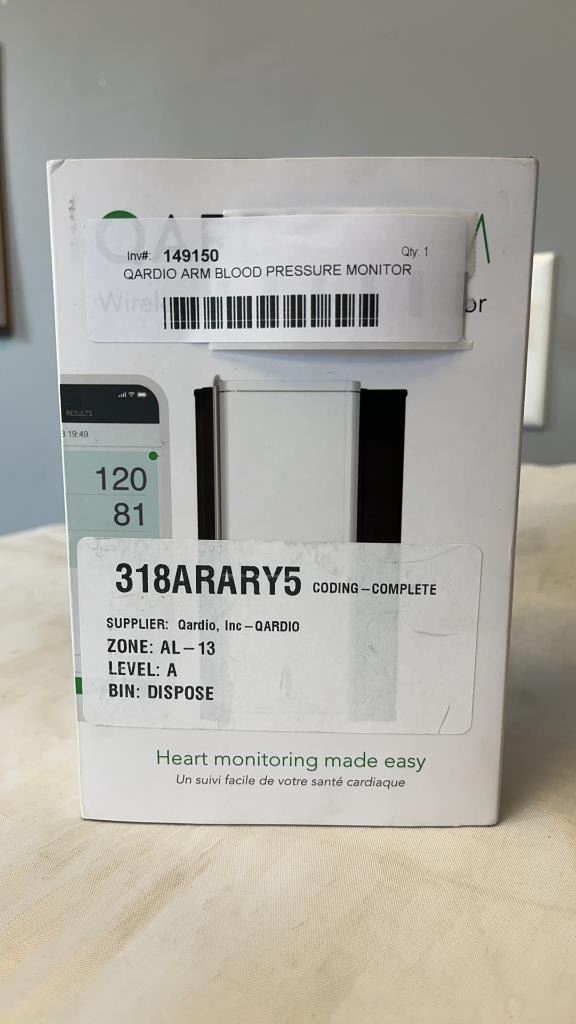 Inv#: 149150 Qty: 1
QARDIO ARM BLOOD PRESSURE MONITOR
RESULTS
19:49
120
81
318ARARY5 CODING-COMPLETE
SUPPLIER: Qardio, Inc-QARDIO
ZONE: AL-13
LEVEL: A
BIN: DISPOSE
Heart monitoring made easy
Un suivi facile de votre santé cardiaque